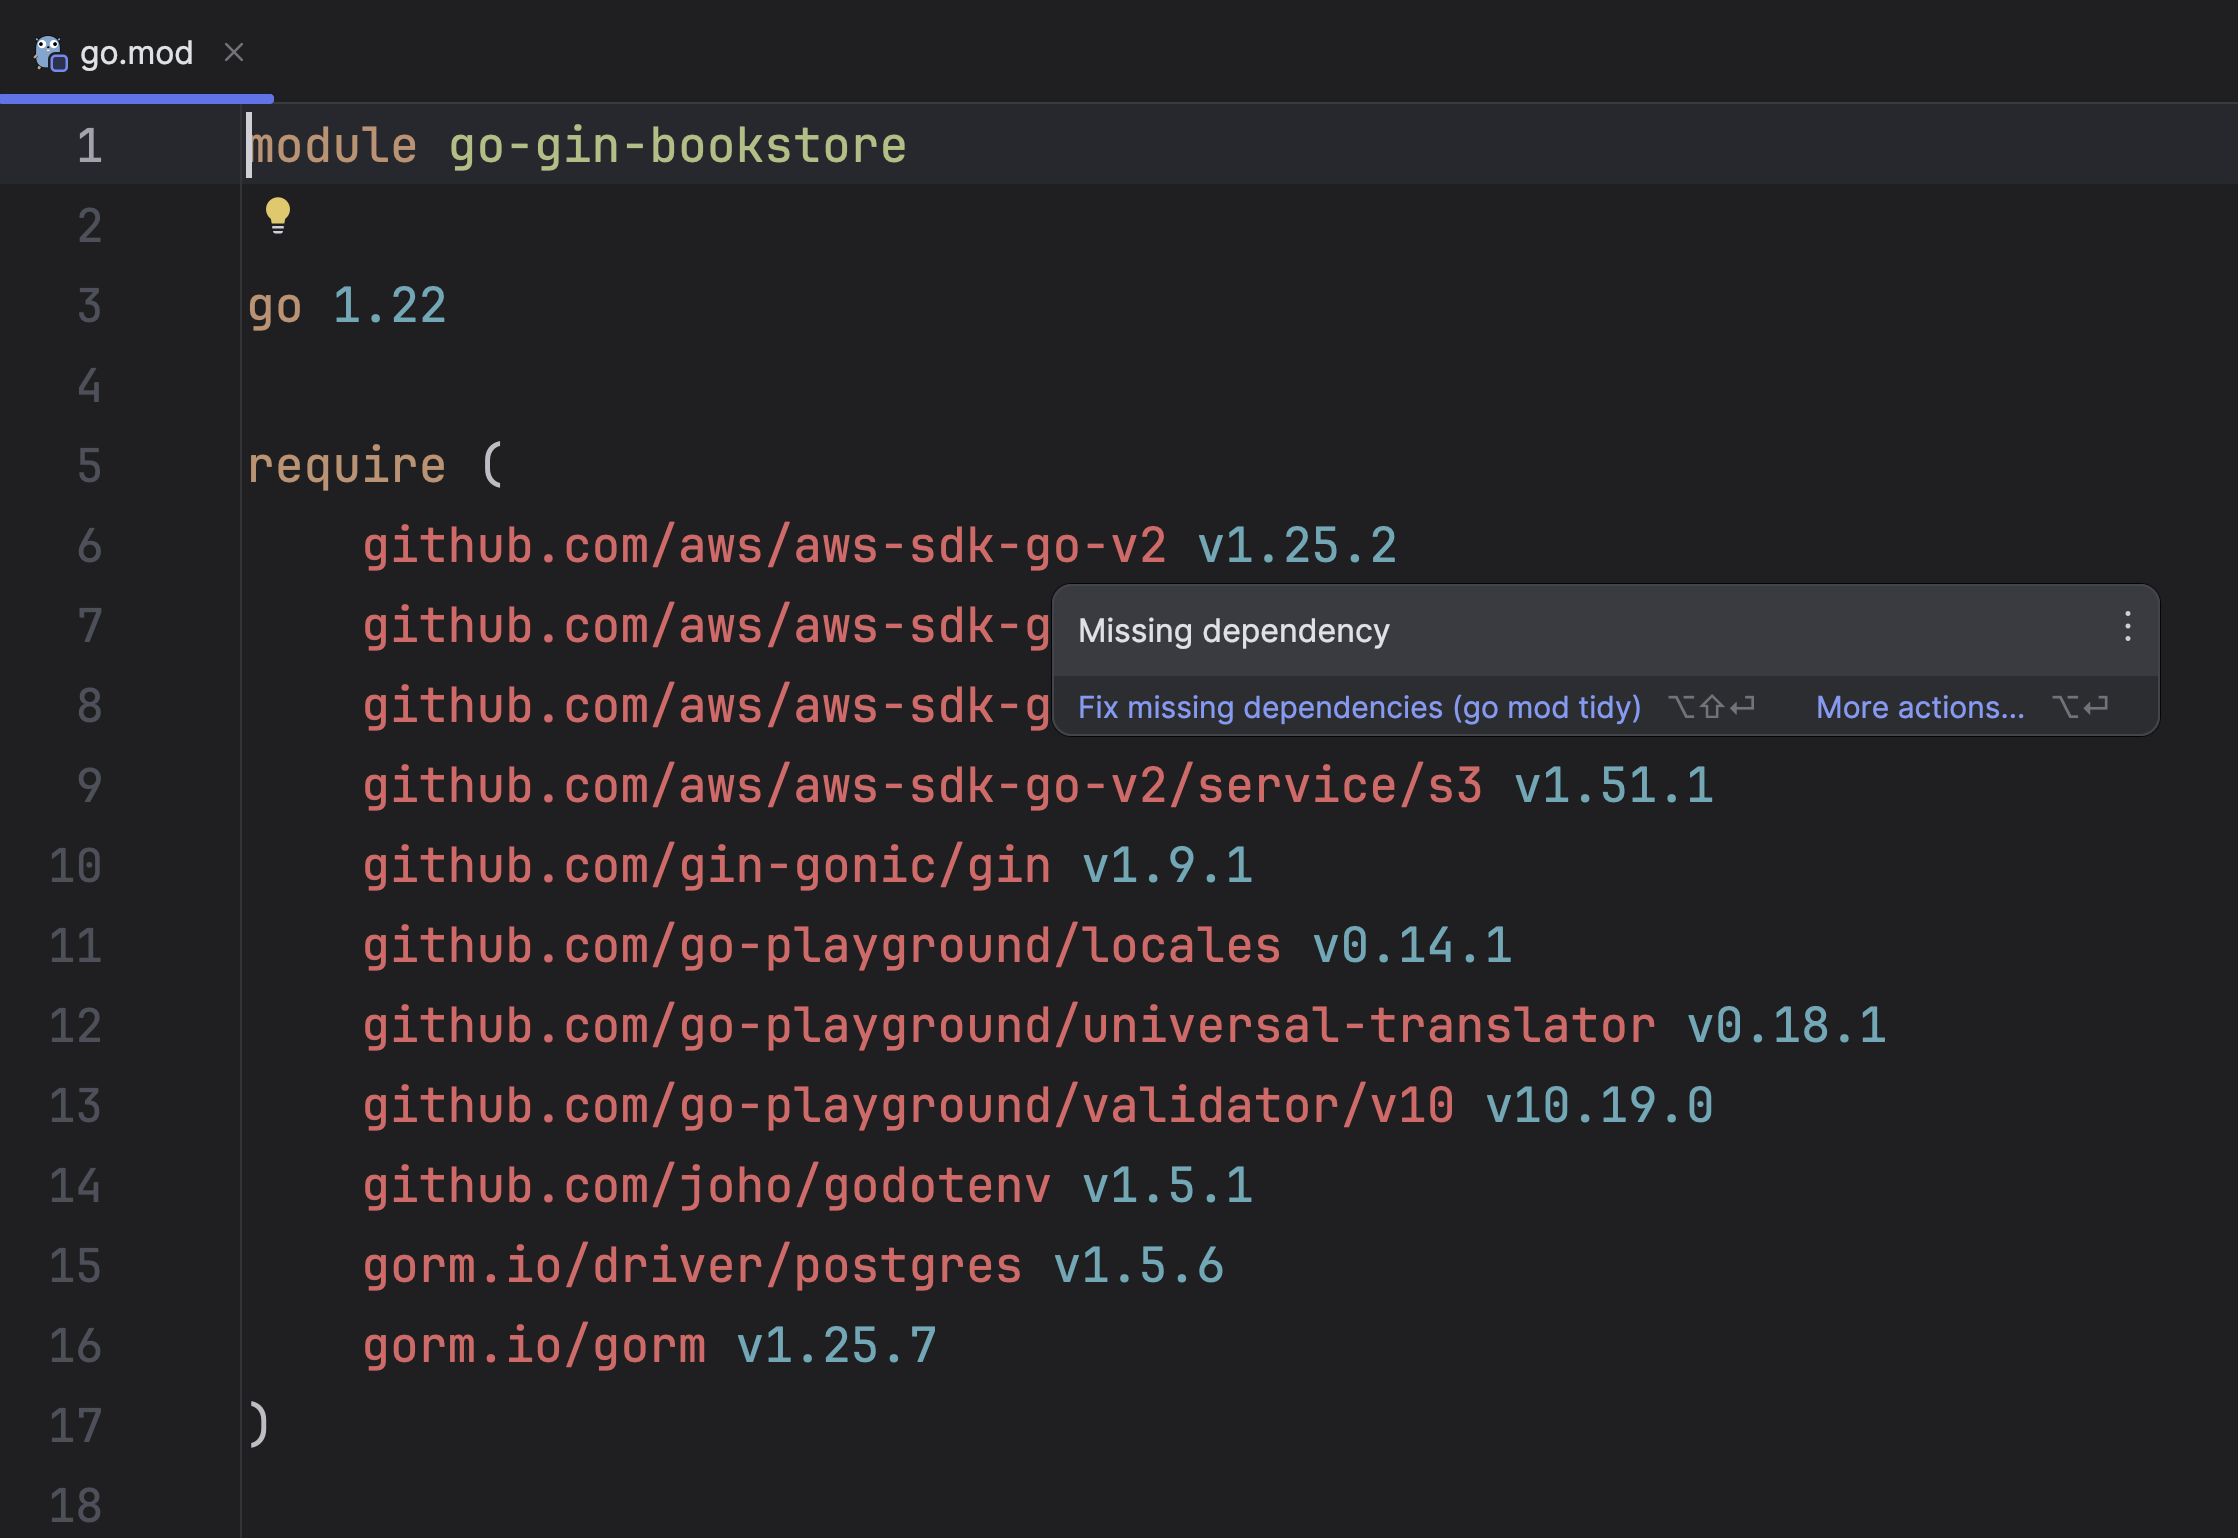 go.mod
1 module go-gin-bookstore
2
3 go 1.22
4
5 require (
6 github.com/aws/aws-sdk-go-v2 v1.25.2
7 github.com/aws/aws-sdk-g
Missing dependency
8 github.com/aws/aws-sdk-g
Fix missing dependencies (go mod tidy) ⌥⇧⏎ More actions... ⌥⏎
9 github.com/aws/aws-sdk-go-v2/service/s3 v1.51.1
10 github.com/gin-gonic/gin v1.9.1
11 github.com/go-playground/locales v0.14.1
12 github.com/go-playground/universal-translator v0.18.1
13 github.com/go-playground/validator/v10 v10.19.0
14 github.com/joho/godotenv v1.5.1
15 gorm.io/driver/postgres v1.5.6
16 gorm.io/gorm v1.25.7
17 )
18